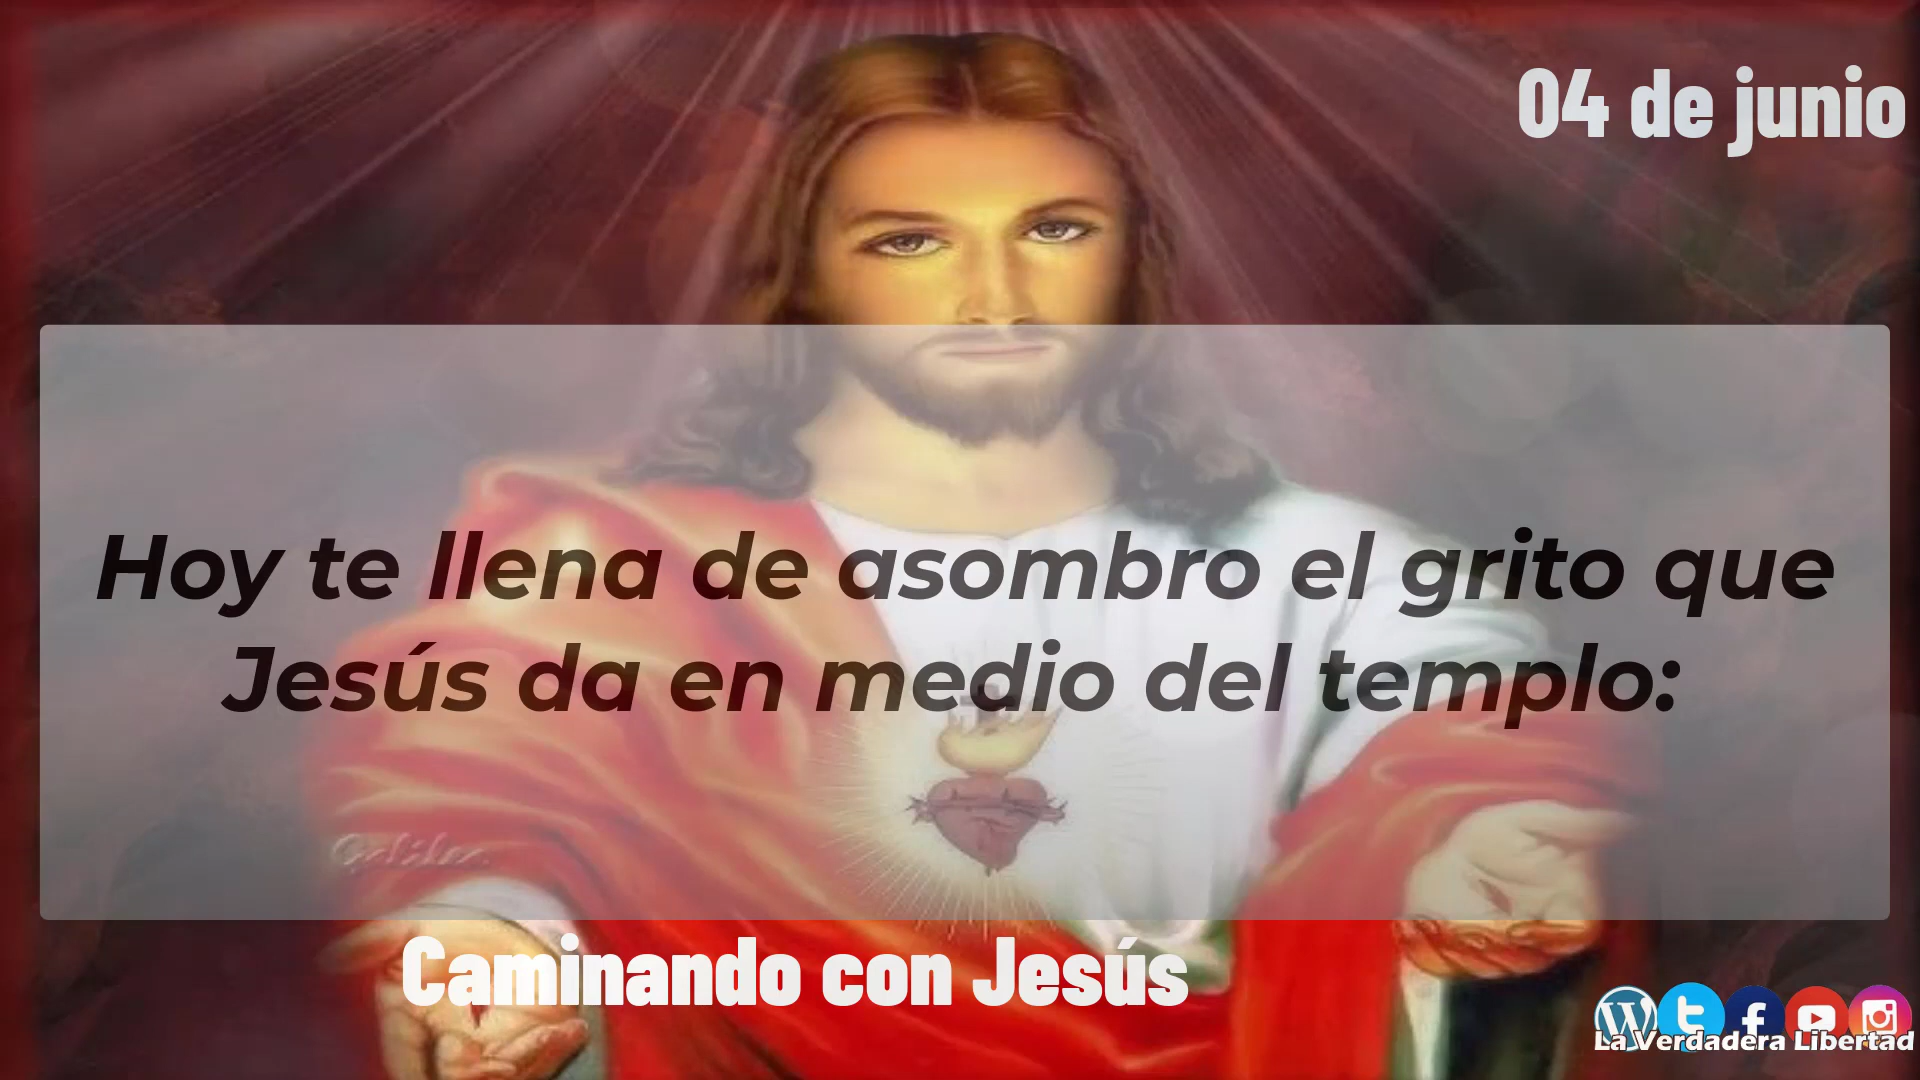 04 de junio
Hoy te llena de asombro el grito que
Jesús da en medio del templo:
Galilea
Caminando con Jesús
La Verdadera Libertad